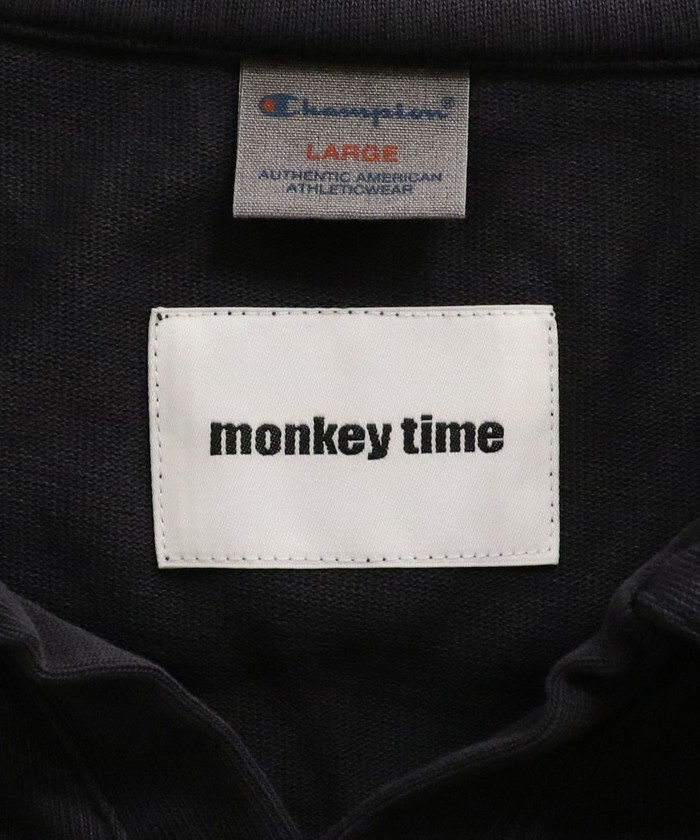 Champion®
LARGE
AUTHENTIC AMERICAN
ATHLETICWEAR
monkey time